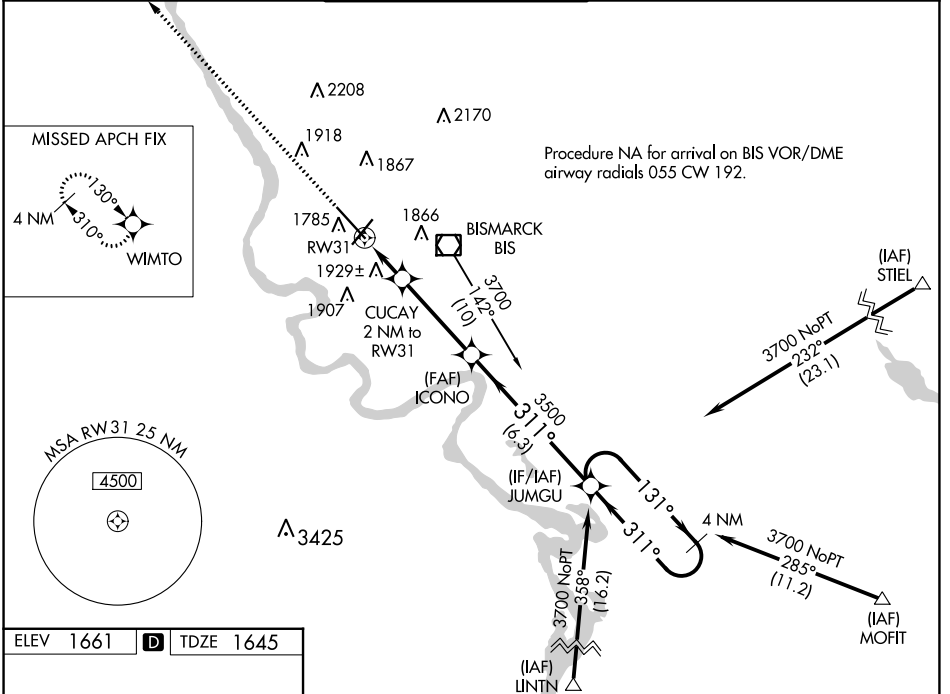 2208
2170
MISSED APCH FIX
130°
4 NM
310°
WIMTO
1918
1867
Procedure NA for arrival on BIS VOR/DME
airway radials 055 CW 192.
1785
RW31
1866
BISMARCK
BIS
1929±
1907
CUCAY
2 NM to
RW31
3700
142°
(10)
(IAF)
STIEL
3700 NoPT
232°
(23.1)
(FAF)
ICONO
3500
311°
(6.3)
MSA RW31 25 NM
4500
(IF/IAF)
JUMGU
131°
311°
4 NM
3425
3700 NoPT
358°
(16.2)
3700 NoPT
285°
(11.2)
(IAF)
MOFIT
(IAF)
LINTN
ELEV 1661 D TDZE 1645